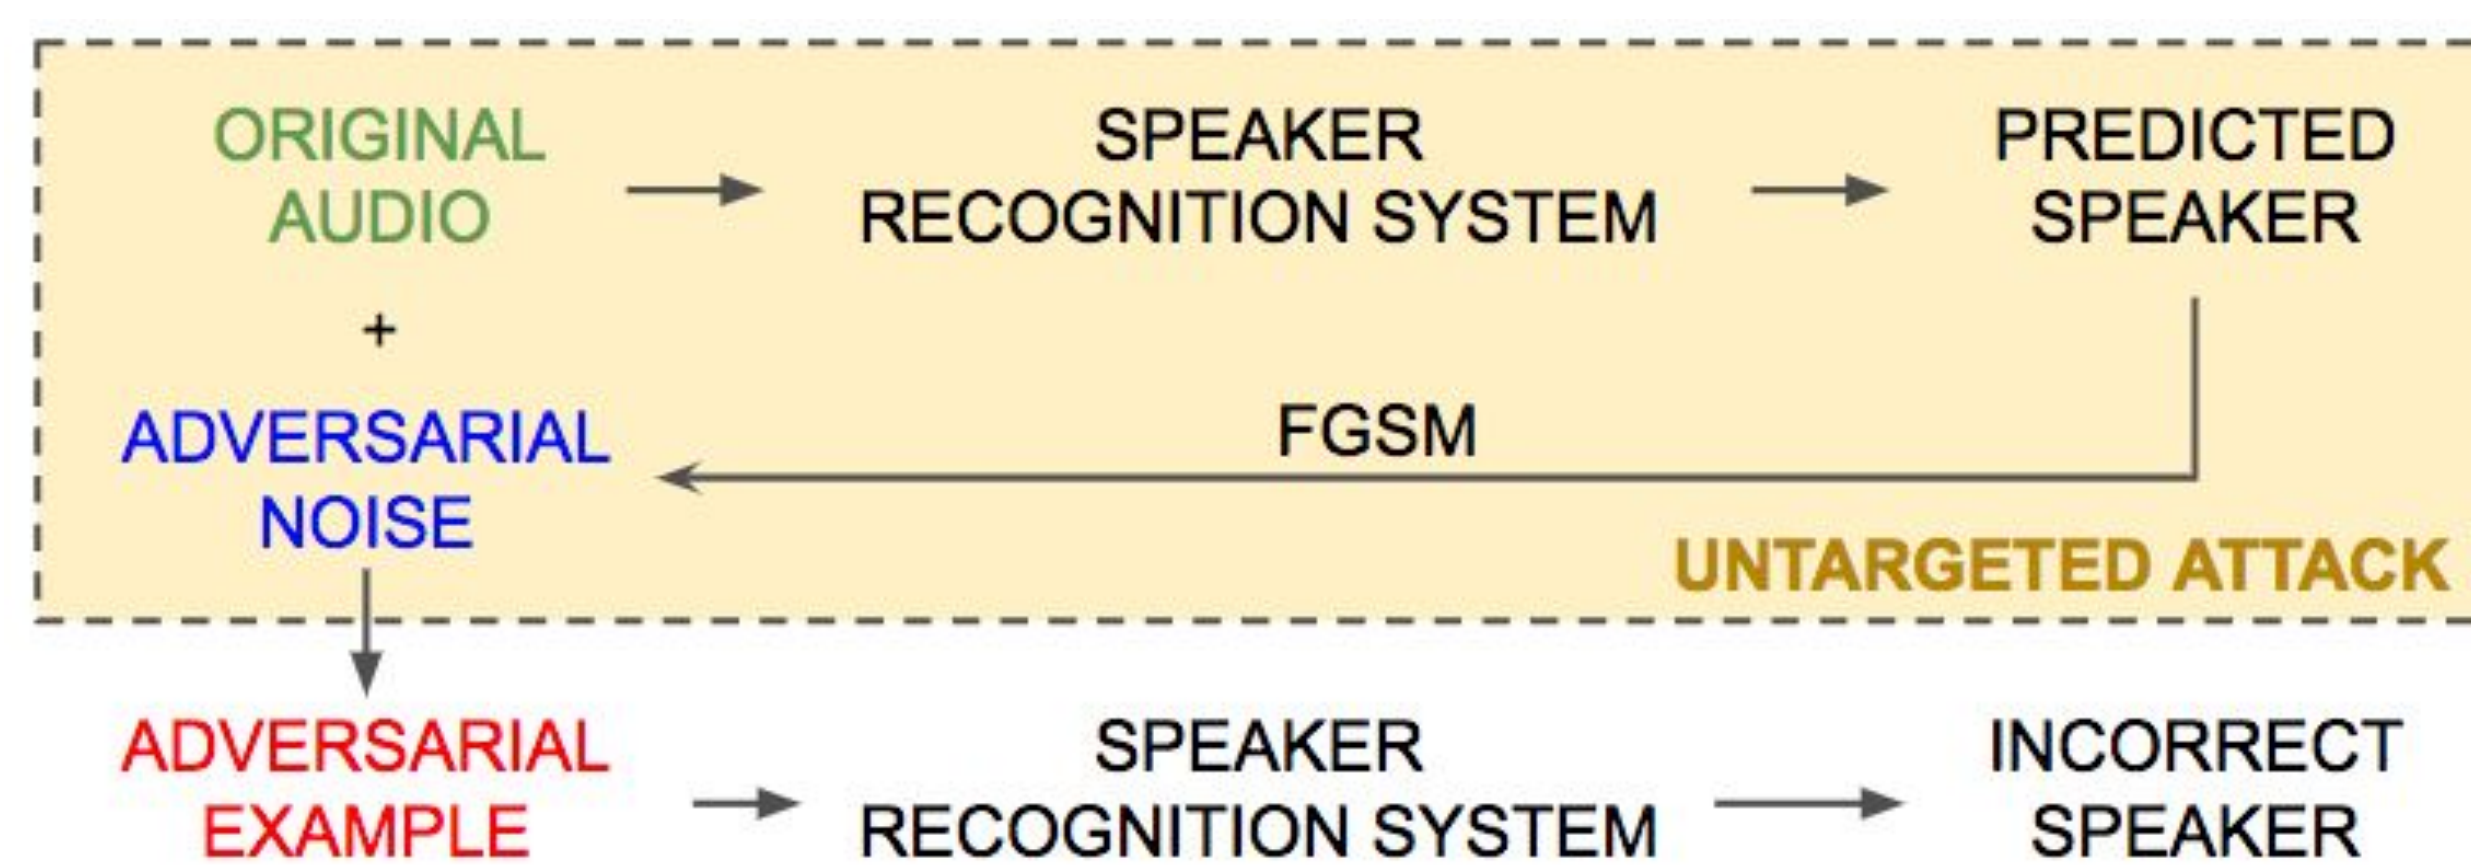 ORIGINAL
AUDIO
SPEAKER
RECOGNITION SYSTEM
PREDICTED
SPEAKER
+
ADVERSARIAL
NOISE
FGSM
UNTARGETED ATTACK
ADVERSARIAL
EXAMPLE
SPEAKER
RECOGNITION SYSTEM
INCORRECT
SPEAKER